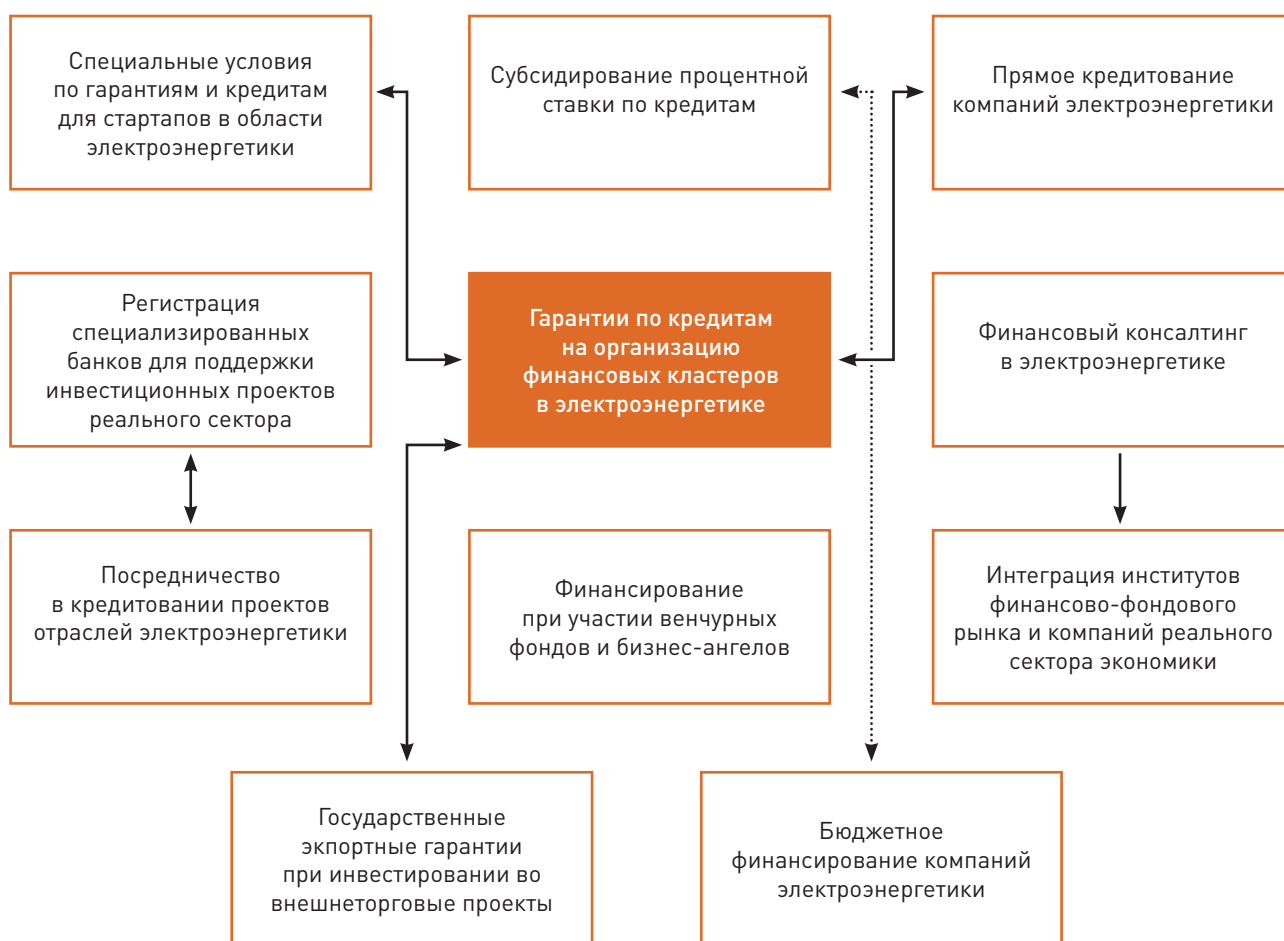 Специальные условия
по гарантиям и кредитам
для стартапов в области
электроэнергетики
Субсидирование процентной
ставки по кредитам
Прямое кредитование
компаний электроэнергетики
Регистрация
специализированных
банков для поддержки
инвестиционных проектов
реального сектора
Гарантии по кредитам
на организацию
финансовых кластеров
в электроэнергетике
Финансовый консалтинг
в электроэнергетике
Посредничество
в кредитовании проектов
отраслей электроэнергетики
Финансирование
при участии венчурных
фондов и бизнес-ангелов
Интеграция институтов
финансово-фондового
рынка и компаний реального
сектора экономики
Государственные
экпортные гарантии
при инвестировании во
внешнеторговые проекты
Бюджетное
финансирование компаний
электроэнергетики